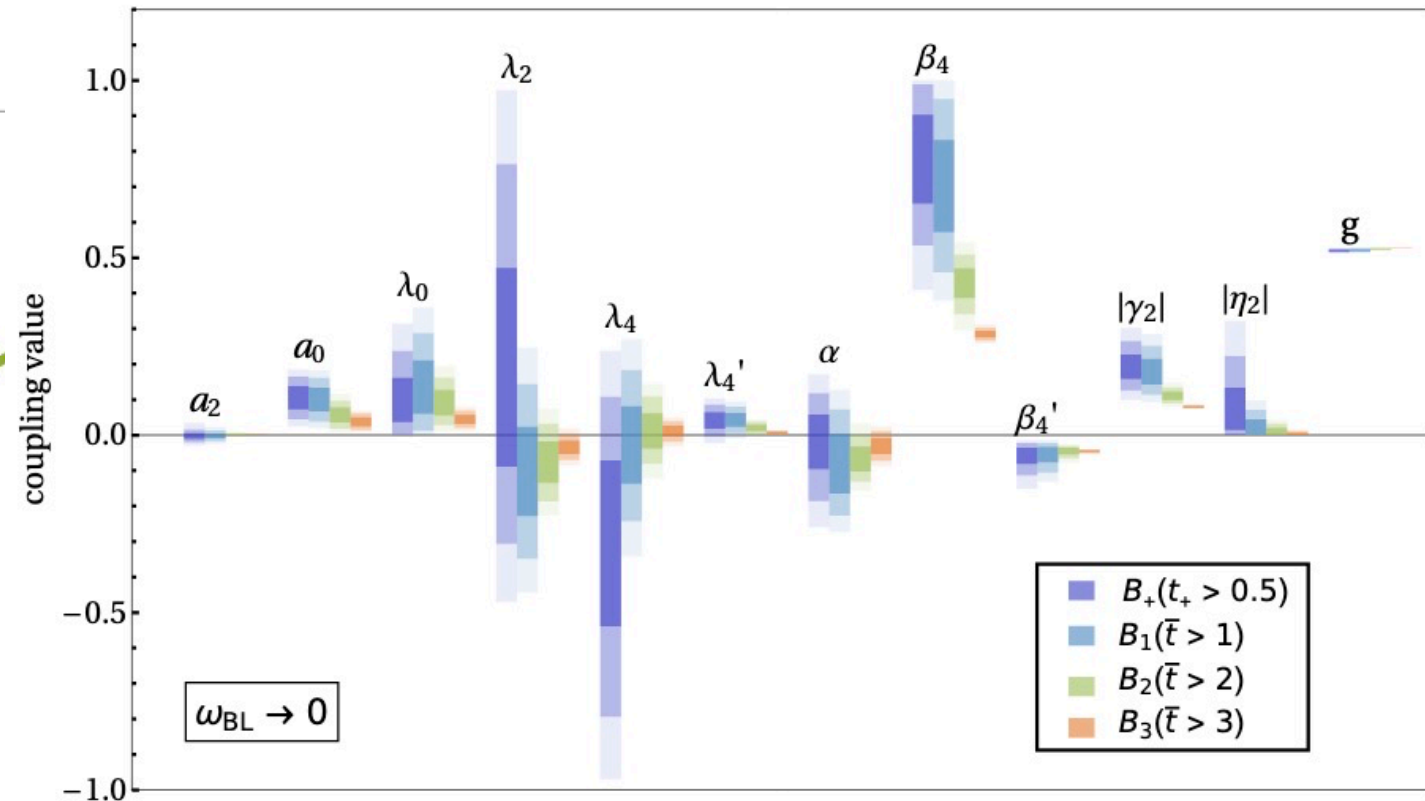 1.0
0.5
0.0
−0.5
−1.0
coupling value
a₂
a₀
λ₀
λ₂
λ₄
λ₄'
α
β₄
β₄'
|γ₂|
|η₂|
g
ω_BL → 0
B₊(t₊ > 0.5)
B₁(t̄ > 1)
B₂(t̄ > 2)
B₃(t̄ > 3)